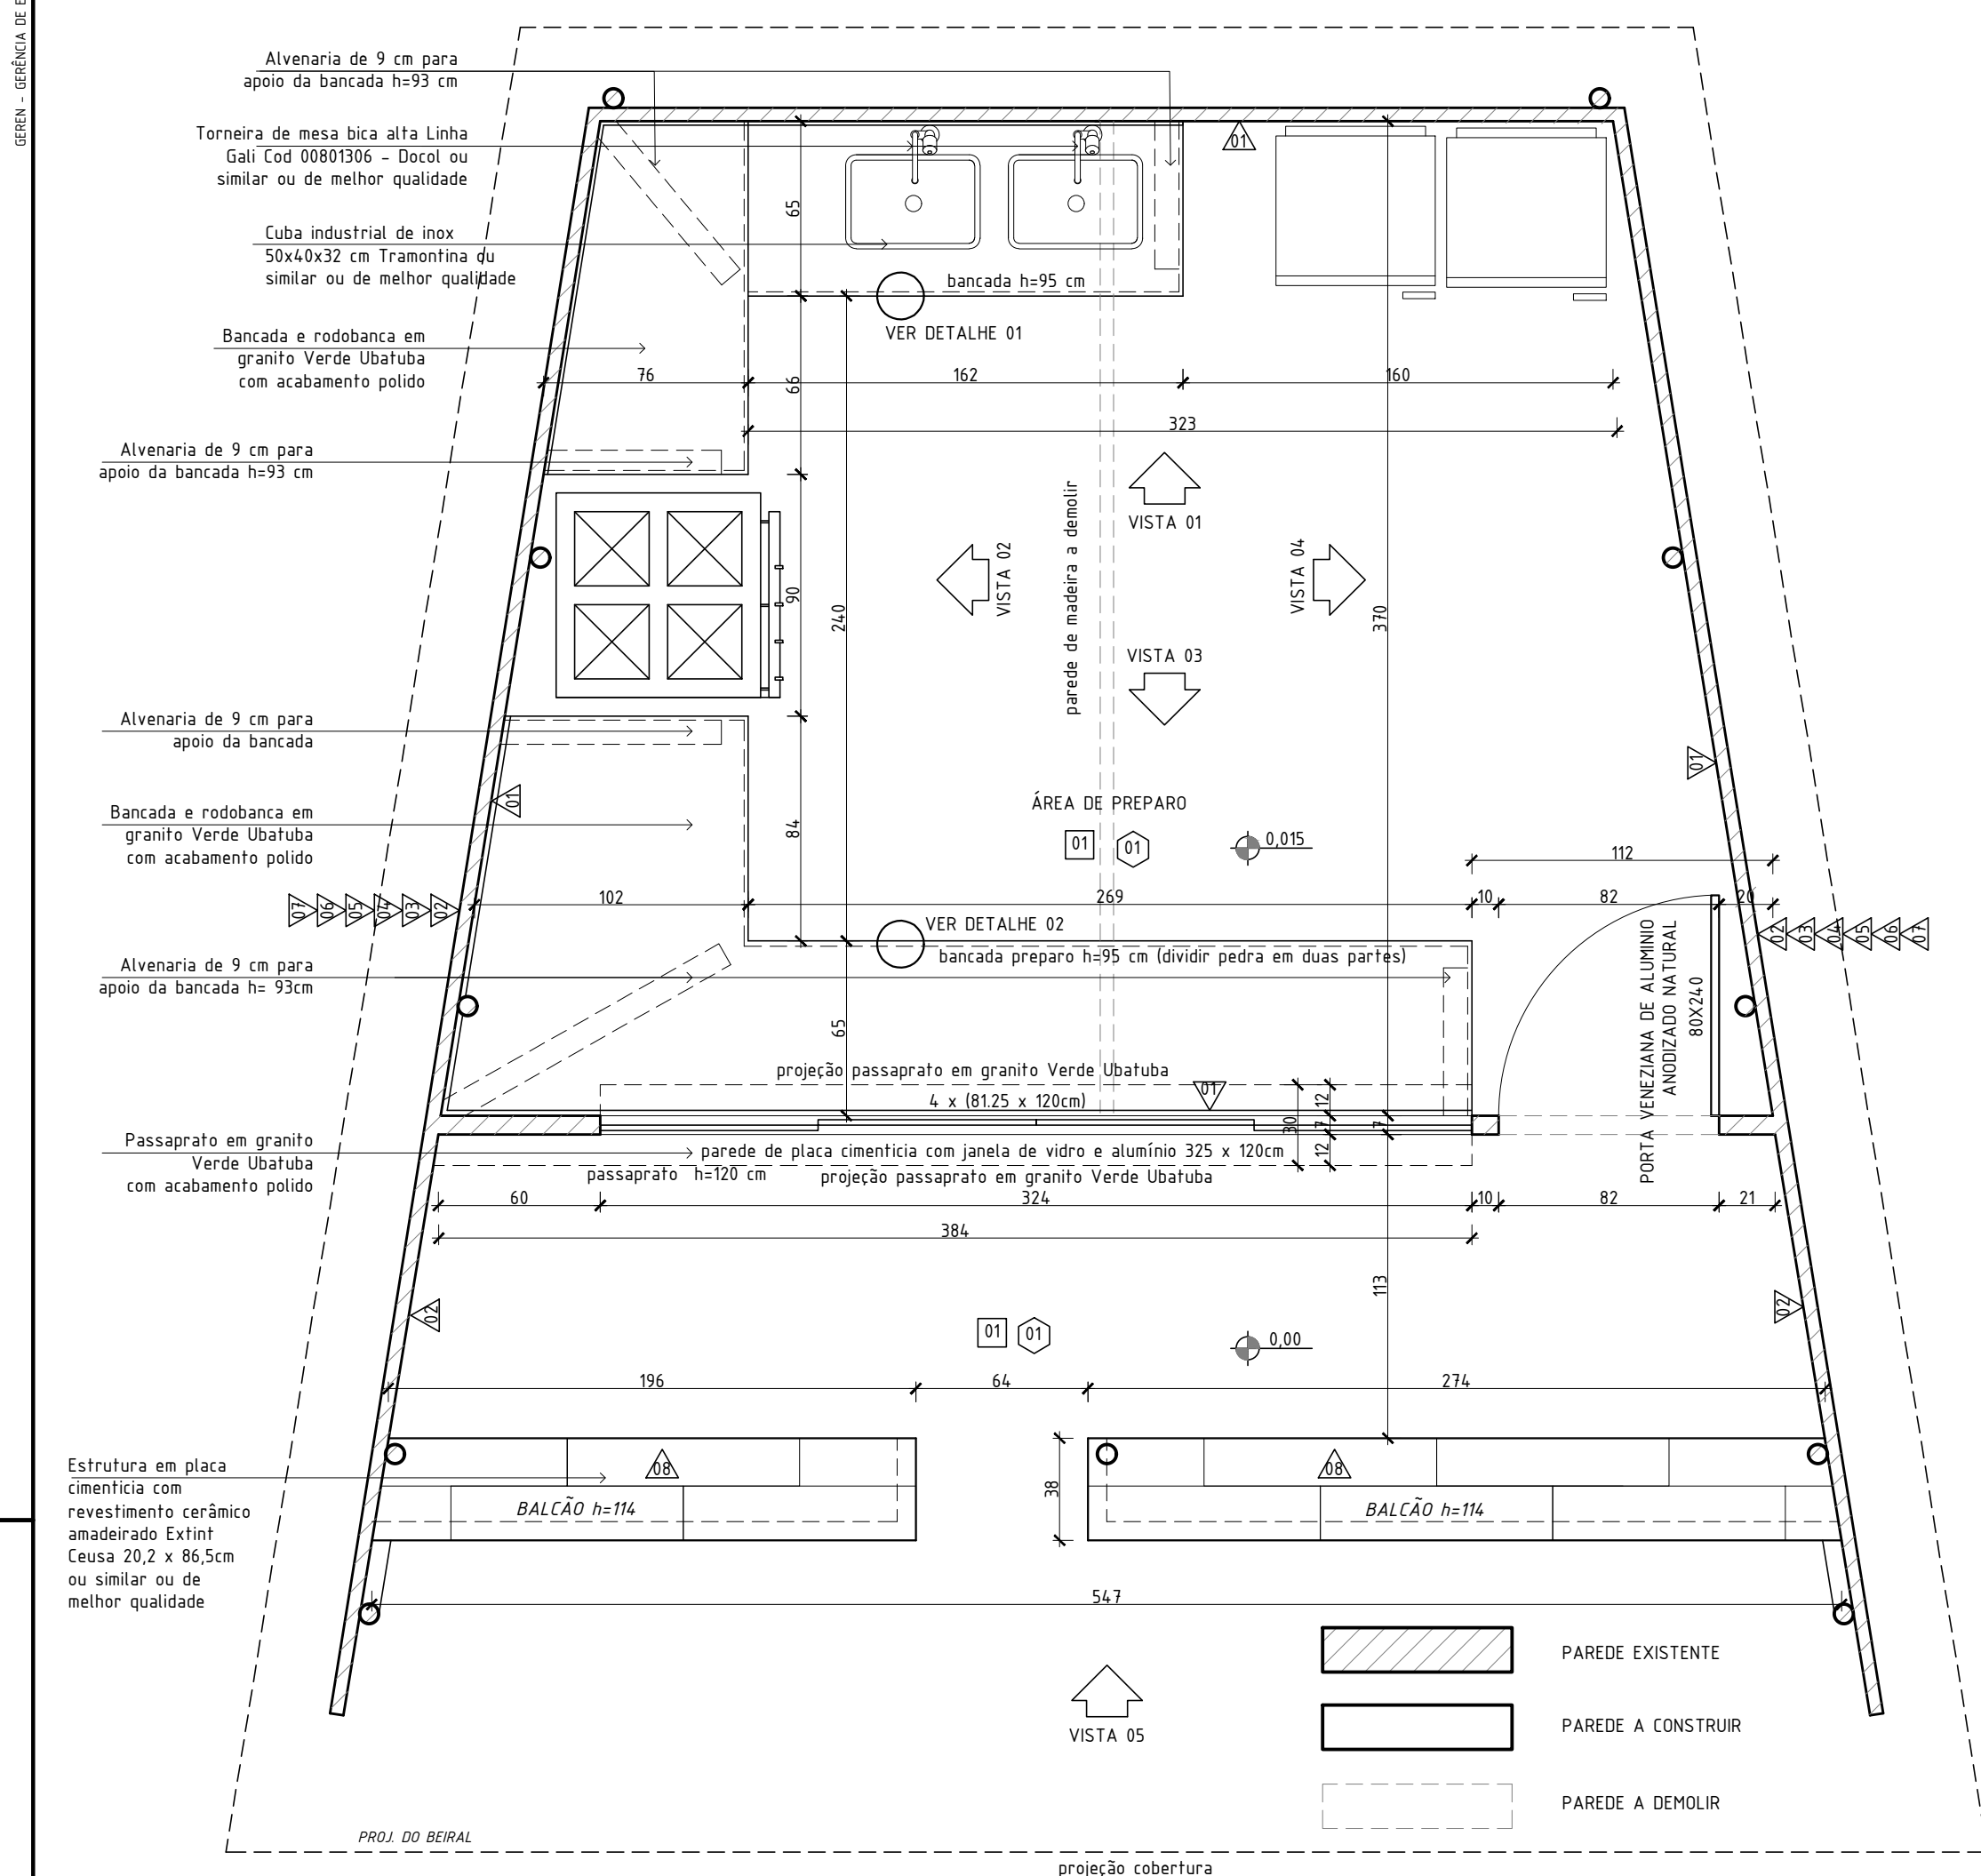 GEREN - GERÊNCIA DE
Alvenaria de 9 cm para
apoio da bancada h=93 cm
Torneira de mesa bica alta Linha
Gali Cod 00801306 - Docol ou
similar ou de melhor qualidade
Cuba industrial de inox
50x40x32 cm Tramontina ou
similar ou de melhor qualidade
Bancada e rodobanca em
granito Verde Ubatuba
com acabamento polido
Alvenaria de 9 cm para
apoio da bancada h=93 cm
Alvenaria de 9 cm para
apoio da bancada
Bancada e rodobanca em
granito Verde Ubatuba
com acabamento polido
07 06 05 04 03 02
Alvenaria de 9 cm para
apoio da bancada h= 93cm
Passaprato em granito
Verde Ubatuba
com acabamento polido
Estrutura em placa
cimenticia com
revestimento cerâmico
amadeirado Extint
Ceusa 20,2 x 86,5cm
ou similar ou de
melhor qualidade
01
65
bancada h=95 cm
VER DETALHE 01
76
66
162
160
323
VISTA 01
VISTA 02
VISTA 04
VISTA 03
parede de madeira a demolir
90
240
370
01
01
ÁREA DE PREPARO
01
01
0,015
84
112
102
269
10
82
20
VER DETALHE 02
bancada preparo h=95 cm (dividir pedra em duas partes)
02 03 04 05 06 07
PORTA VENEZIANA DE ALUMINIO
ANODIZADO NATURAL
80X240
65
projeção passaprato em granito Verde Ubatuba
01
4 x (81.25 x 120cm)
30
12
7
12
7
parede de placa cimenticia com janela de vidro e alumínio 325 x 120cm
passaprato h=120 cm
projeção passaprato em granito Verde Ubatuba
60
324
10
82
21
384
113
02
02
01
01
0,00
196
64
274
08
08
38
BALCÃO h=114
BALCÃO h=114
547
VISTA 05
PAREDE EXISTENTE
PAREDE A CONSTRUIR
PAREDE A DEMOLIR
PROJ. DO BEIRAL
projeção cobertura